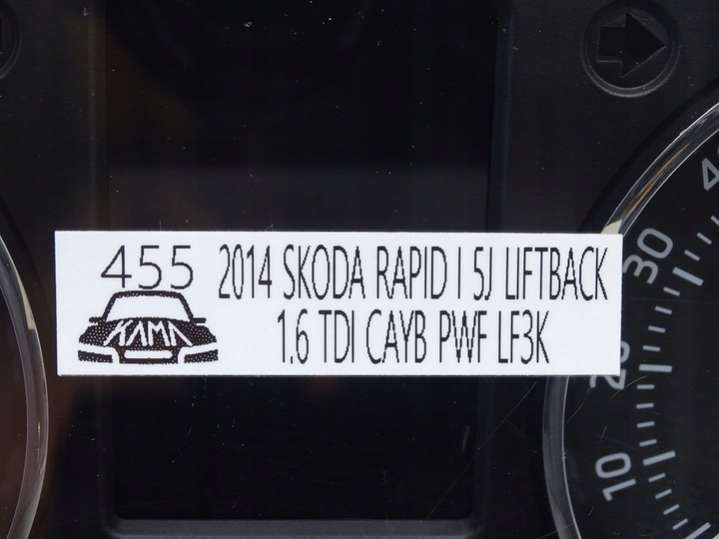 455
2014 SKODA RAPID I 5J LIFTBACK
1.6 TDI CAYB PWF LF3K
KAMA
30
20
10